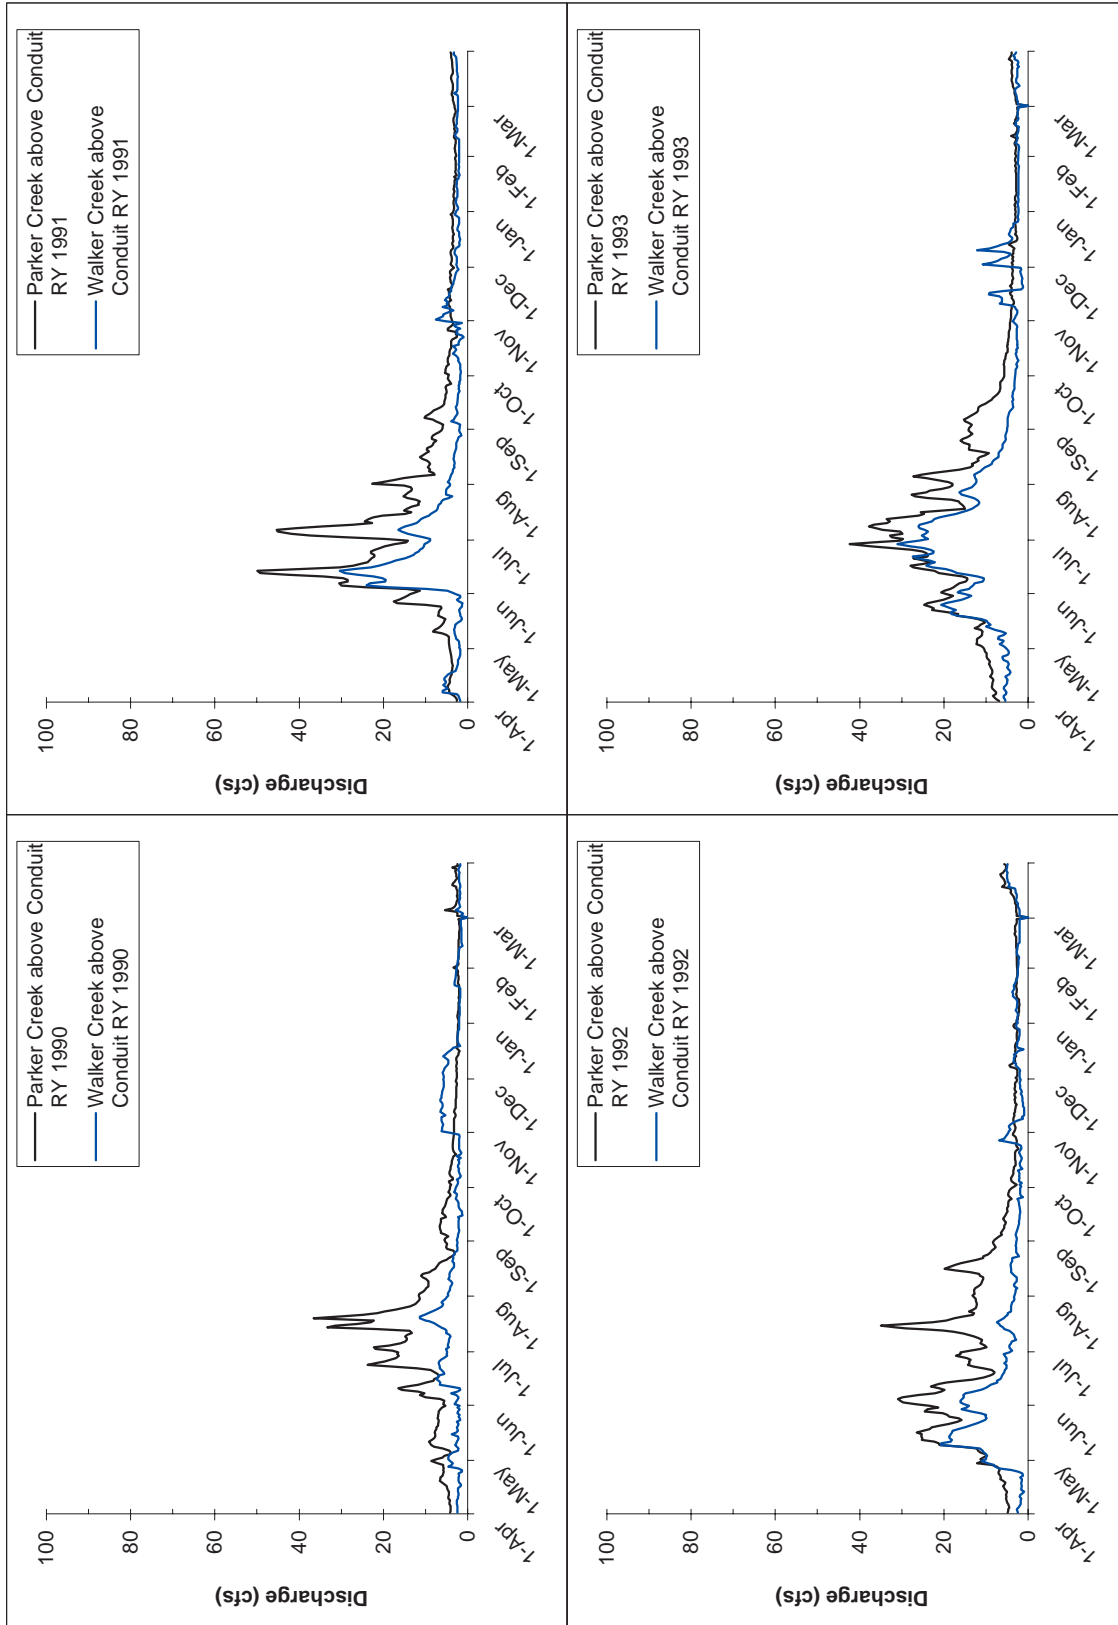 Discharge (cfs)
100
80
60
40
20
0
1-Apr
1-May
1-Jun
1-Jul
1-Aug
1-Sep
1-Oct
1-Nov
1-Dec
1-Jan
1-Feb
1-Mar
Parker Creek above Conduit
RY 1990
Walker Creek above
Conduit RY 1990
Discharge (cfs)
100
80
60
40
20
0
1-Apr
1-May
1-Jun
1-Jul
1-Aug
1-Sep
1-Oct
1-Nov
1-Dec
1-Jan
1-Feb
1-Mar
Parker Creek above Conduit
RY 1991
Walker Creek above
Conduit RY 1991
Discharge (cfs)
100
80
60
40
20
0
1-Apr
1-May
1-Jun
1-Jul
1-Aug
1-Sep
1-Oct
1-Nov
1-Dec
1-Jan
1-Feb
1-Mar
Parker Creek above Conduit
RY 1992
Walker Creek above
Conduit RY 1992
Discharge (cfs)
100
80
60
40
20
0
1-Apr
1-May
1-Jun
1-Jul
1-Aug
1-Sep
1-Oct
1-Nov
1-Dec
1-Jan
1-Feb
1-Mar
Parker Creek above Conduit
RY 1993
Walker Creek above
Conduit RY 1993